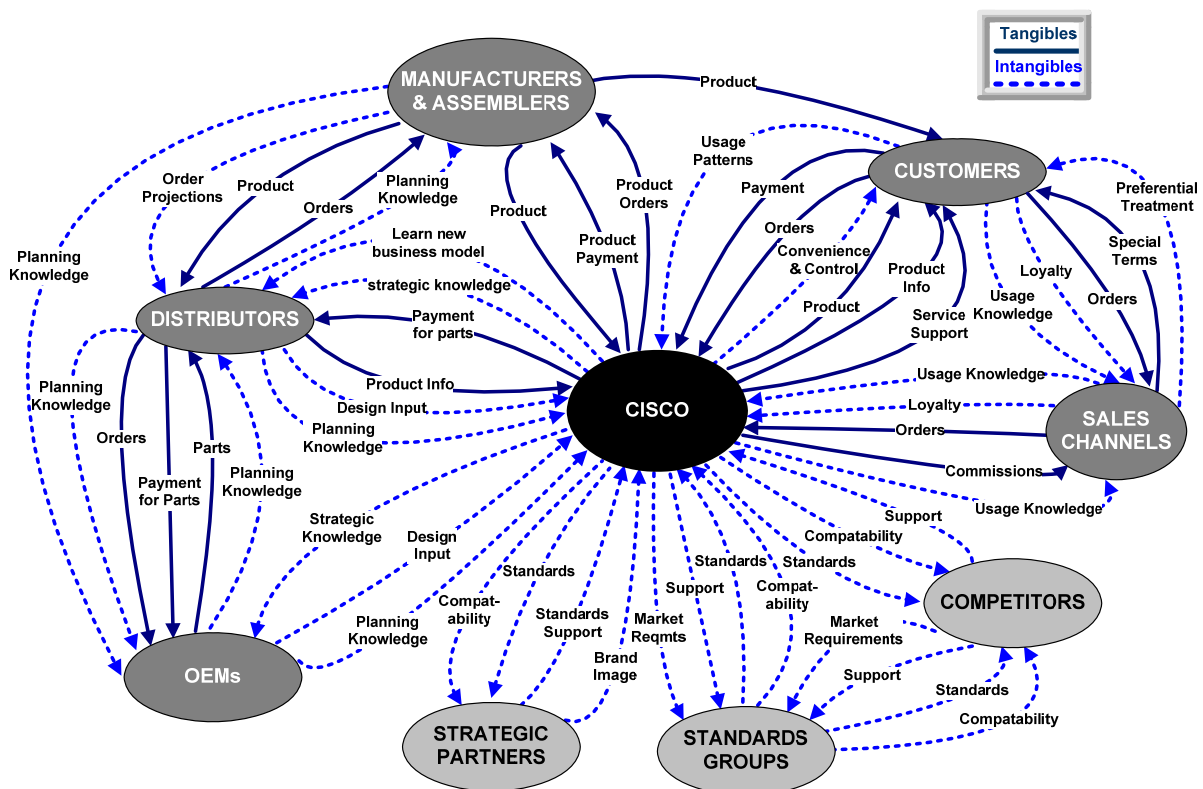 Tangibles
Intangibles
MANUFACTURERS
& ASSEMBLERS
Product
CUSTOMERS
Usage
Patterns
Payment
Orders
Convenience
& Control
Product
Product
Info
Service
Support
Preferential
Treatment
Special
Terms
Loyalty
Orders
Usage
Knowledge
Order
Projections
Product
Orders
Planning
Knowledge
Planning
Knowledge
Product
Product
Orders
Product
Payment
Learn new
business model
strategic knowledge
Payment
for parts
DISTRIBUTORS
Product Info
Design Input
Planning
Knowledge
CISCO
Usage Knowledge
Loyalty
Orders
Commissions
Usage Knowledge
SALES
CHANNELS
Planning
Knowledge
Orders
Parts
Payment
for Parts
Planning
Knowledge
Strategic
Knowledge
Design
Input
Planning
Knowledge
Compat-
ability
Standards
Standards
Support
Brand
Image
Market
Reqmts
Support
Standards
Compat-
ability
Standards
Compatability
Support
COMPETITORS
Market
Requirements
Support
Standards
Compatability
OEMs
STRATEGIC
PARTNERS
STANDARDS
GROUPS